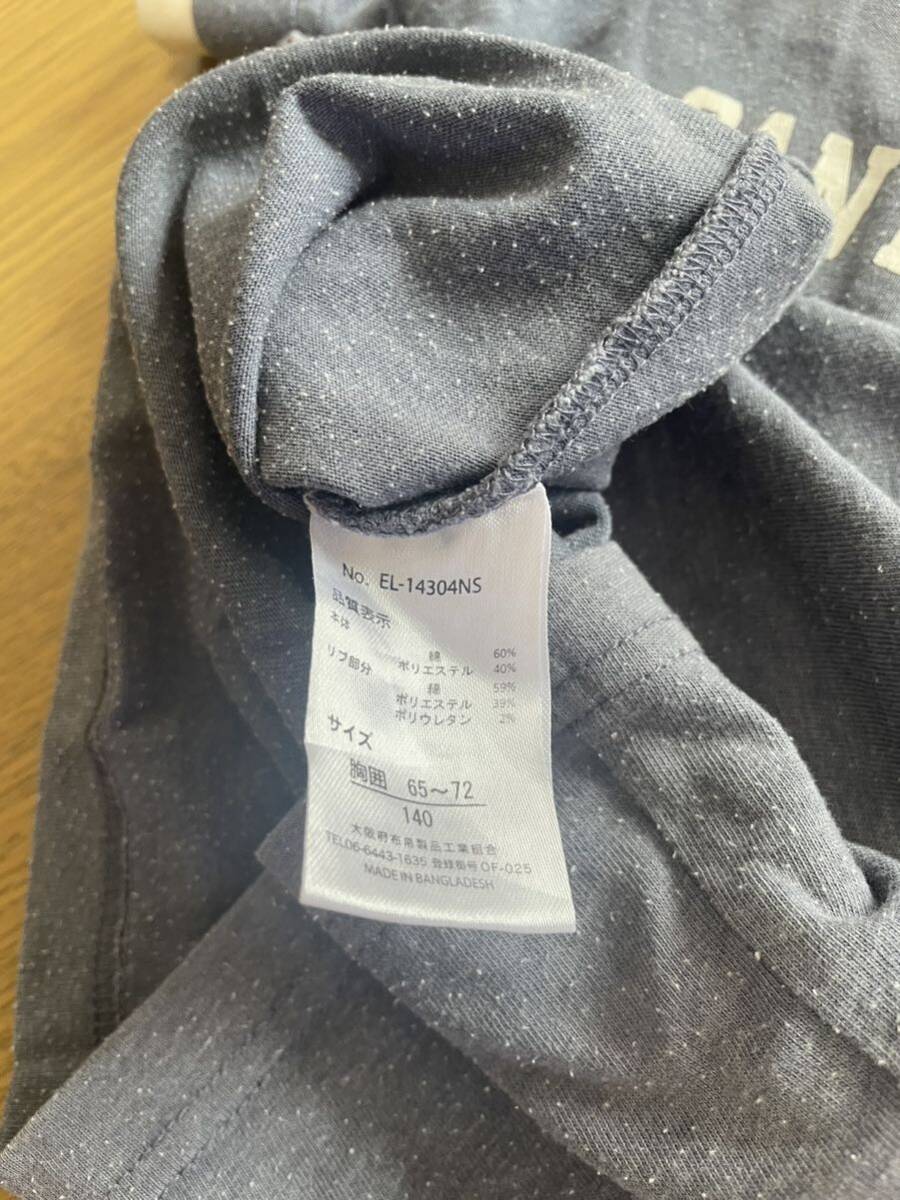 No. EL-14304NS
品質表示
本体
綿 60%
ポリエステル 40%
リブ部分
綿 59%
ポリエステル 39%
ポリウレタン 2%
サイズ
胸囲 65～72
140
大阪府布帛製品工業組合
TEL06-6443-1635 登録番号 OF-025
MADE IN BANGLADESH